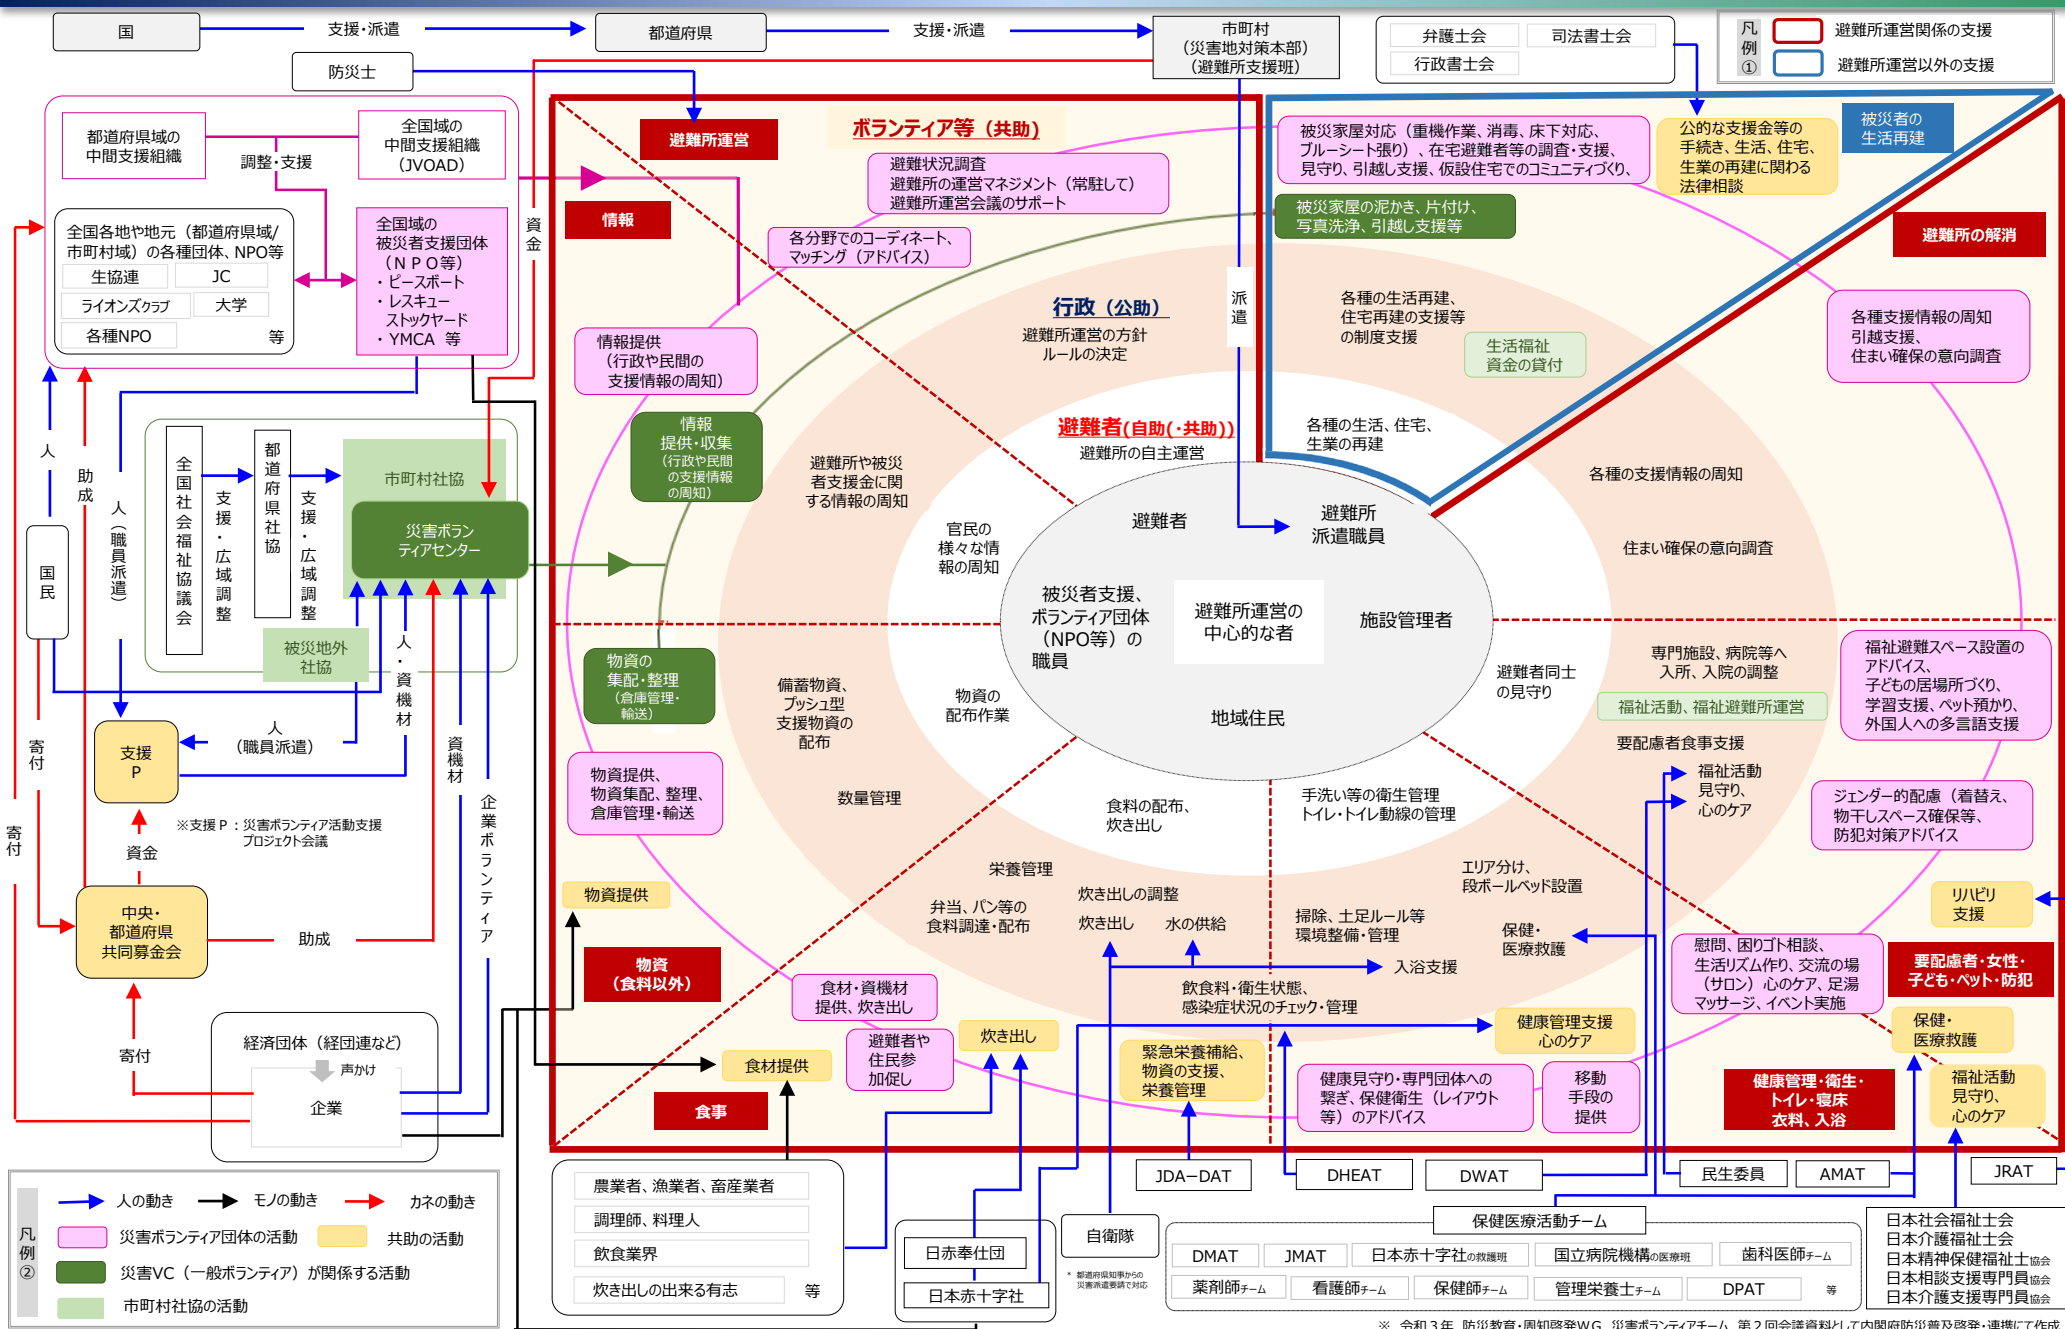 国
支援・派遣
都道府県
支援・派遣
市町村
(災害地対策本部)
(避難所支援班)
防災士
弁護士会
司法書士会
行政書士会
凡例①
避難所運営関係の支援
避難所運営以外の支援
都道府県域の
中間支援組織
全国域の
中間支援組織
(JVOAD)
調整・支援
全国各地や地元（都道府県域/
市町村域）の各種団体、NPO等
生協連
JC
ライオンズクラブ
大学
各種NPO
等
全国域の
被災者支援団体
（ＮＰＯ等）
・ピースボート
・レスキュー
ストックヤード
・YMCA 等
資金
人
助成
人（職員派遣）
国民
全国社会福祉協議会
支援・広域調整
都道府県社協
支援・広域調整
市町村社協
災害ボラン
ティアセンター
被災地外
社協
人・資機材
資機材
企業ボランティア
支援
P
人
（職員派遣）
※支援Ｐ：災害ボランティア活動支援
プロジェクト会議
資金
寄付
寄付
中央・
都道府県
共同募金会
助成
寄付
経済団体（経団連など）
声かけ
企業
避難所運営
ボランティア等（共助）
避難状況調査
避難所の運営マネジメント（常駐して）
避難所運営会議のサポート
情報
各分野でのコーディネート、
マッチング（アドバイス）
情報提供
（行政や民間の
支援情報の周知）
情報
提供・収集
（行政や民間
の支援情報
の周知）
行政（公助）
避難所運営の方針
ルールの決定
派遣
避難者(自助(・共助))
避難所の自主運営
避難所や被災
者支援金に関
する情報の周知
官民の
様々な情
報の周知
被災家屋対応（重機作業、消毒、床下対応、
ブルーシート張り）、在宅避難者等の調査・支援、
見守り、引越し支援、仮設住宅でのコミュニティづくり、
被災家屋の泥かき、片付け、
写真洗浄、引越し支援等
公的な支援金等の
手続き、生活、住宅、
生業の再建に関わる
法律相談
被災者の
生活再建
各種の生活再建、
住宅再建の支援等
の制度支援
生活福祉
資金の貸付
各種の生活、住宅、
生業の再建
避難所の解消
各種支援情報の周知
引越支援、
住まい確保の意向調査
各種の支援情報の周知
住まい確保の意向調査
避難者
避難所
派遣職員
被災者支援、
ボランティア団体
（NPO等）の
職員
避難所運営の
中心的な者
施設管理者
地域住民
物資の
集配・整理
（倉庫管理・
輸送）
備蓄物資、
プッシュ型
支援物資の
配布
物資の
配布作業
数量管理
物資提供、
物資集配、整理、
倉庫管理・輸送
物資提供
物資
（食料以外）
避難者同士
の見守り
専門施設、病院等へ
入所、入院の調整
福祉活動、福祉避難所運営
要配慮者食事支援
福祉活動
見守り、
心のケア
福祉避難スペース設置の
アドバイス、
子どもの居場所づくり、
学習支援、ペット預かり、
外国人への多言語支援
ジェンダー的配慮（着替え、
物干しスペース確保等、
防犯対策アドバイス
リハビリ
支援
慰問、困りゴト相談、
生活リズム作り、交流の場
（サロン）心のケア、足湯
マッサージ、イベント実施
要配慮者・女性・
子ども・ペット・防犯
食料の配布、
炊き出し
手洗い等の衛生管理
トイレ・トイレ動線の管理
栄養管理
弁当、パン等の
食料調達・配布
炊き出しの調整
炊き出し
水の供給
エリア分け、
段ボールベッド設置
掃除、土足ルール等
環境整備・管理
保健・
医療救護
入浴支援
飲食料・衛生状態、
感染症状況のチェック・管理
食材・資機材
提供、炊き出し
避難者や
住民参
加促し
炊き出し
食材提供
食事
緊急栄養補給、
物資の支援、
栄養管理
健康管理支援
心のケア
健康見守り・専門団体への
繋ぎ、保健衛生（レイアウト
等）のアドバイス
移動
手段の
提供
健康管理・衛生・
トイレ・寝床
衣料、入浴
保健・
医療救護
福祉活動
見守り、
心のケア
凡例②
人の動き
モノの動き
カネの動き
災害ボランティア団体の活動
共助の活動
災害VC（一般ボランティア）が関係する活動
市町村社協の活動
農業者、漁業者、畜産業者
調理師、料理人
飲食業界
炊き出しの出来る有志
等
日赤奉仕団
日本赤十字社
自衛隊
* 都道府県知事からの
災害派遣要請で対応
JDA－DAT
DHEAT
DWAT
民生委員
AMAT
JRAT
保健医療活動チーム
DMAT
JMAT
日本赤十字社の救護班
国立病院機構の医療班
歯科医師チーム
薬剤師チーム
看護師チーム
保健師チーム
管理栄養士チーム
DPAT
等
日本社会福祉士会
日本介護福祉士会
日本精神保健福祉士協会
日本相談支援専門員協会
日本介護支援専門員協会
※ 令和３年 防災教育・周知啓発ＷＧ 災害ボランティアチーム 第２回会議資料として内閣府防災普及啓発・連携にて作成